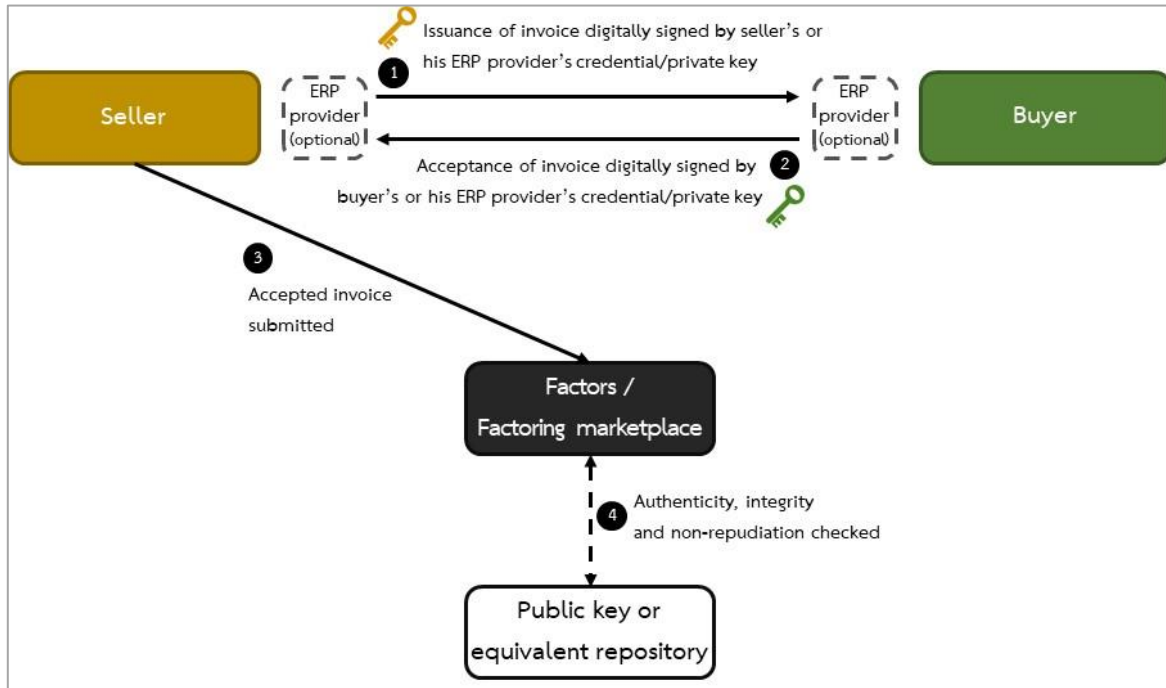 Issuance of invoice digitally signed by seller's or
his ERP provider's credential/private key
1
Seller
ERP
provider
(optional)
ERP
provider
(optional)
Buyer
Acceptance of invoice digitally signed by
buyer's or his ERP provider's credential/private key
2
3
Accepted invoice
submitted
Factors /
Factoring marketplace
4
Authenticity, integrity
and non-repudiation checked
Public key or
equivalent repository